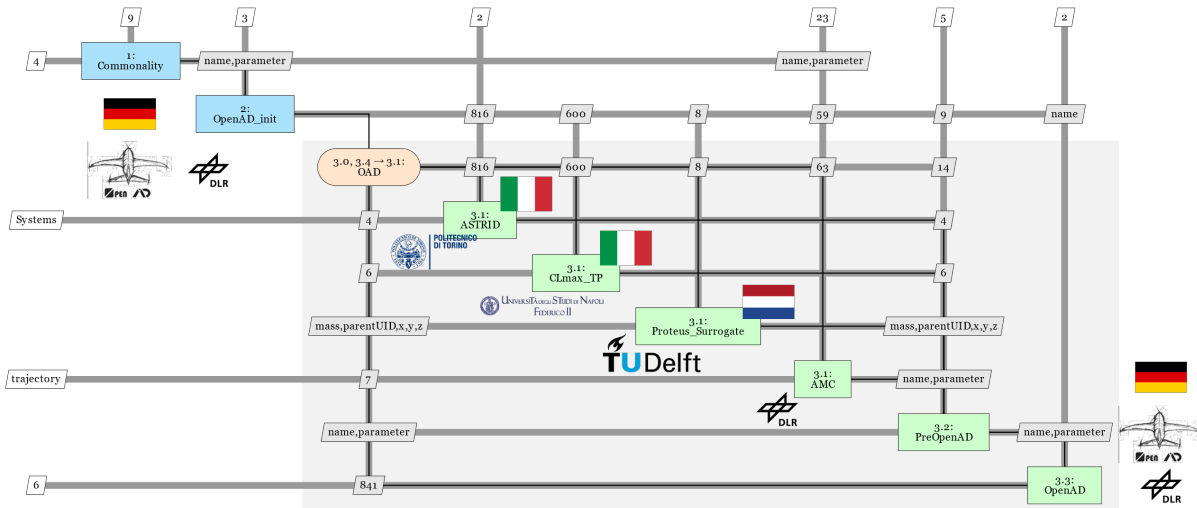 9
3
2
23
5
2
4
1:
Commonality
name,parameter
name,parameter
2:
OpenAD_init
816
600
8
59
9
name
3.0, 3.4 → 3.1:
OAD
816
600
8
63
14
DLR
OPEN AD
Systems
4
3.1:
ASTRID
4
POLITECNICO
DI TORINO
6
3.1:
CLmax_TP
6
UNIVERSITÀ DEGLI STUDI DI NAPOLI
FEDERICO II
mass,parentUID,x,y,z
3.1:
Proteus_Surrogate
mass,parentUID,x,y,z
TUDelft
trajectory
7
3.1:
AMC
name,parameter
DLR
name,parameter
3.2:
PreOpenAD
name,parameter
OPEN AD
6
841
3.3:
OpenAD
DLR